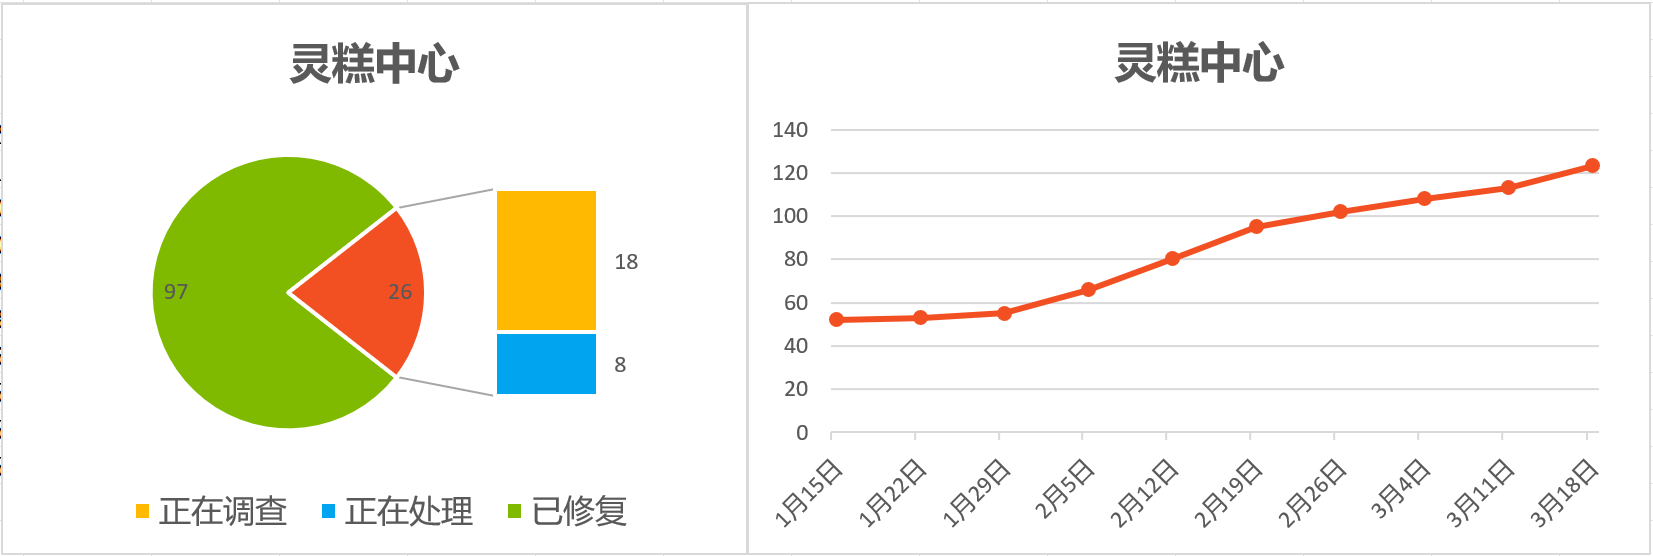 灵糕中心
97
26
18
8
正在调查 正在处理 已修复
灵糕中心
140
120
100
80
60
40
20
0
1月15日
1月22日
1月29日
2月5日
2月12日
2月19日
2月26日
3月4日
3月11日
3月18日